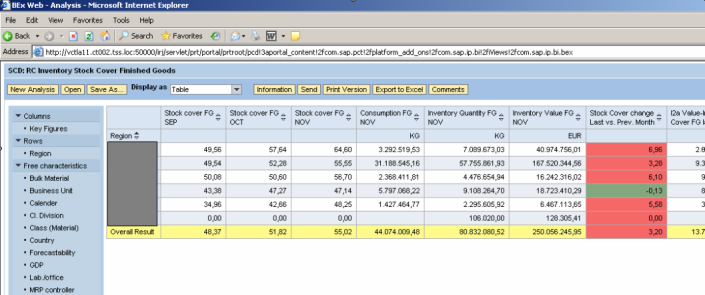 BEx Web - Analysis - Microsoft Internet Explorer
File Edit View Favorites Tools Help
Back Search Favorites
Address http://vctla11.ct002.tss.loc:50000/irj/servlet/prt/portal/prtroot/pcd!3aportal_content!2fcom.sap.pct!2fplatform_add_ons!2fcom.sap.ip.bi!2fiViews!2fcom.sap.ip.bi.bex
SCD: RC Inventory Stock Cover Finished Goods
New Analysis Open Save As... Display as Table Information Send Print Version Export to Excel Comments
Columns
Key Figures
Rows
Region
Free characteristics
Bulk Material
Business Unit
Calender
Cl. Division
Class (Material)
Country
Forecastability
GDP
Lab./office
MRP controller
Stock cover FG SEP Stock cover FG OCT Stock cover FG NOV Consumption FG NOV Inventory Quantity FG NOV Inventory Value FG NOV Stock Cover change Last vs. Prev. Month I2a Value-I Cover FG l
Region KG KG EUR
49,56 57,64 64,60 3.292.519,53 7.089.673,03 40.974.756,01 6,96 2.8
49,54 52,28 55,55 31.188.545,16 57.755.861,93 167.520.344,56 3,28 9.3
50,08 50,60 56,70 2.368.411,81 4.476.654,94 16.242.316,02 6,10 9
43,38 47,27 47,14 5.797.068,22 9.108.264,70 18.723.410,29 -0,13 8
34,96 42,66 48,25 1.427.464,77 2.295.605,92 6.467.113,65 5,58 3
0,00 0,00 0,00 106.020,00 128.305,41 0,00
Overall Result 48,37 51,82 55,02 44.074.009,48 80.832.080,52 250.056.245,95 3,20 13.7